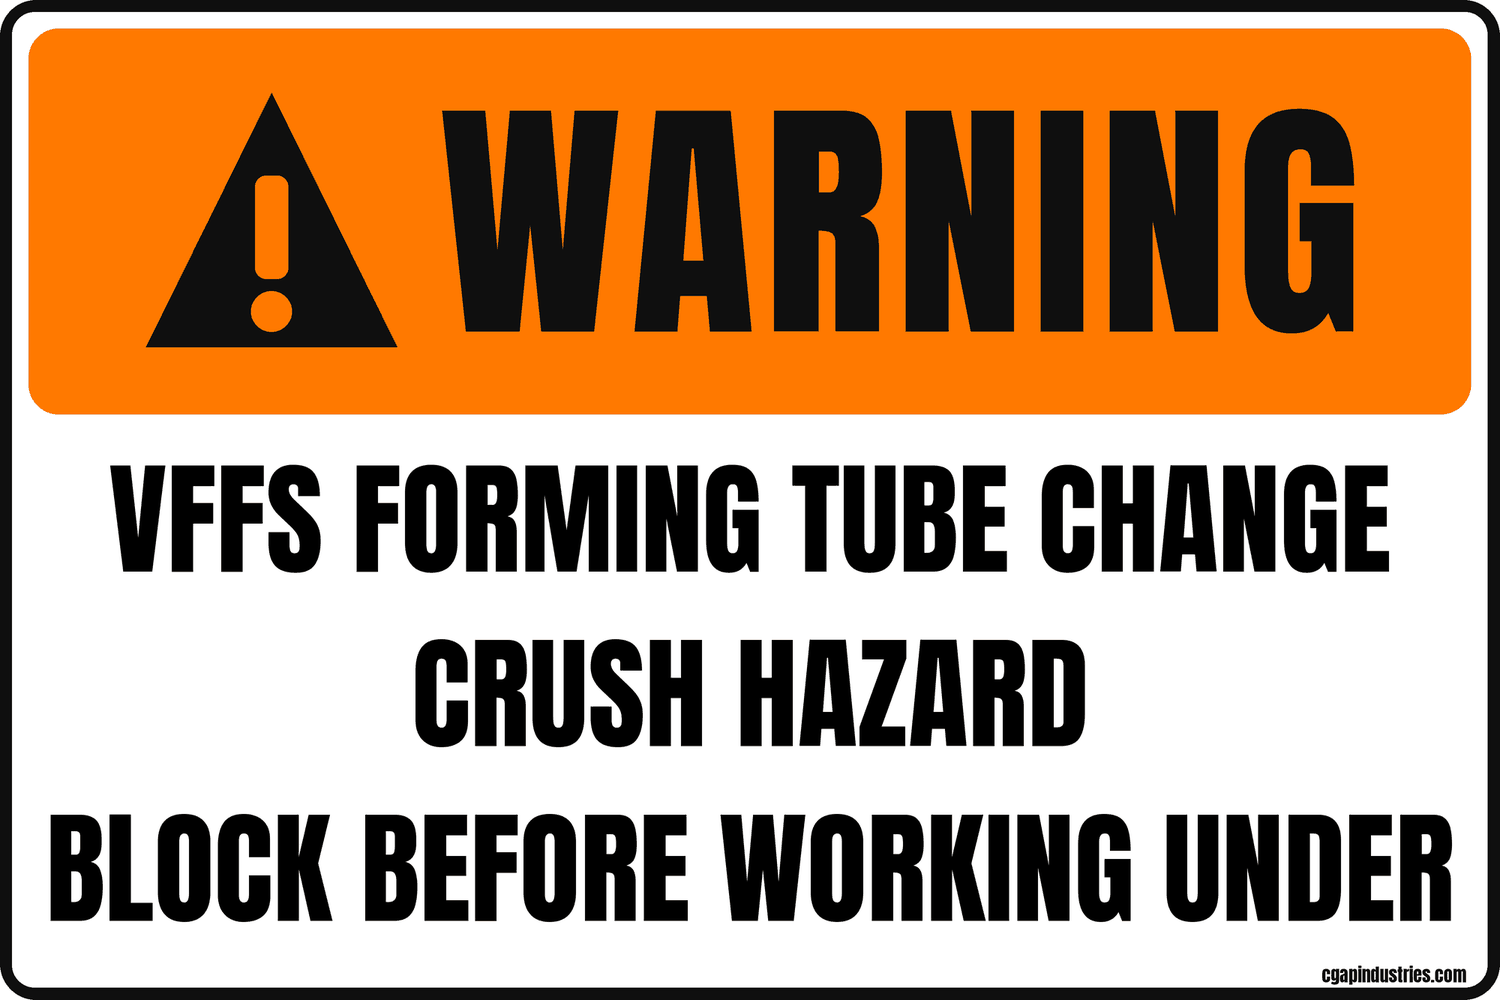 WARNING
VFFS FORMING TUBE CHANGE
CRUSH HAZARD
BLOCK BEFORE WORKING UNDER
cgapindustries.com